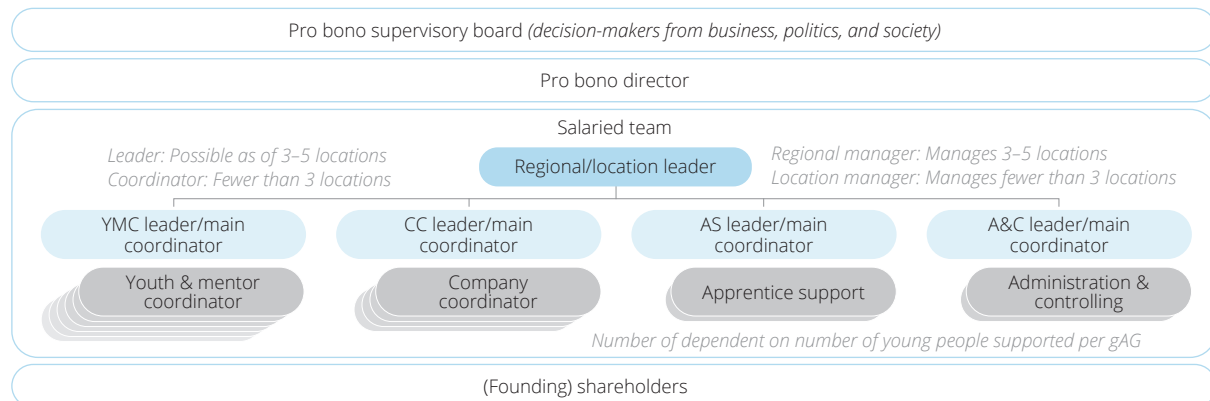 Pro bono supervisory board (decision-makers from business, politics, and society)
Pro bono director
Salaried team
Leader: Possible as of 3–5 locations
Coordinator: Fewer than 3 locations
Regional/location leader
Regional manager: Manages 3–5 locations
Location manager: Manages fewer than 3 locations
YMC leader/main
coordinator
CC leader/main
coordinator
AS leader/main
coordinator
A&C leader/main
coordinator
Youth & mentor
coordinator
Company
coordinator
Apprentice support
Administration &
controlling
Number of dependent on number of young people supported per gAG
(Founding) shareholders